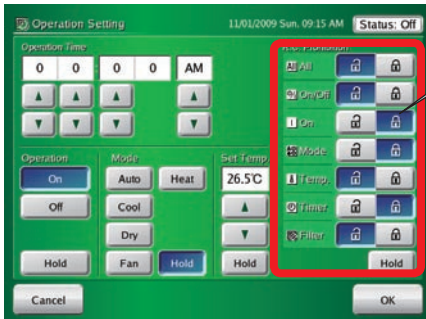 Operation Setting 11/01/2009 Sun. 09:15 AM Status: Off
Operation Time
0 0 : 0 0 AM
Operation
On
Off
Hold
Mode
Auto Heat
Cool
Dry
Fan Hold
Set Temp.
26.5°C
Hold
All
On/Off
On
Mode
Temp.
Timer
Filter
Hold
Cancel OK